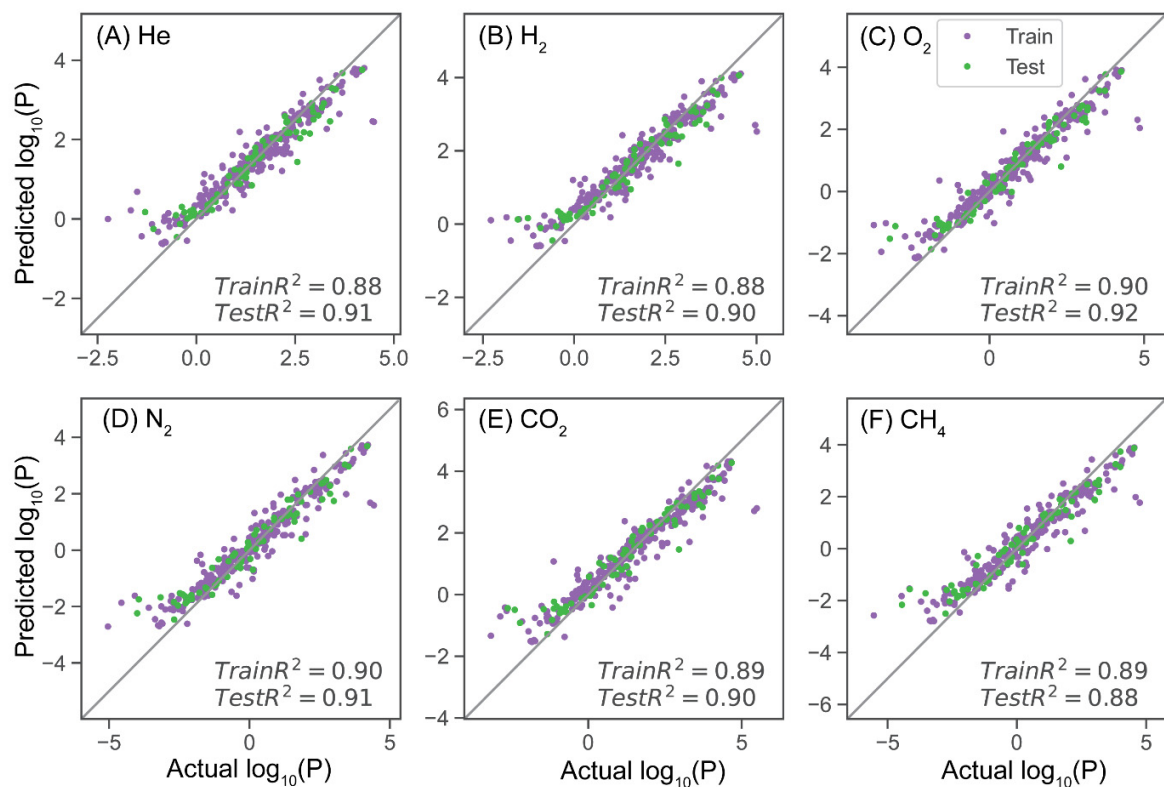 (A) He
4
2
0
−2
Predicted log₁₀(P)
TrainR² = 0.88
TestR² = 0.91
−2.5 0.0 2.5 5.0
(B) H₂
4
2
0
−2
TrainR² = 0.88
TestR² = 0.90
0.0 2.5 5.0
(C) O₂
Train
Test
4
2
0
−2
−4
TrainR² = 0.90
TestR² = 0.92
0 5
(D) N₂
4
2
0
−2
−4
Predicted log₁₀(P)
TrainR² = 0.90
TestR² = 0.91
−5 0 5
Actual log₁₀(P)
(E) CO₂
6
4
2
0
−2
−4
TrainR² = 0.89
TestR² = 0.90
0 5
Actual log₁₀(P)
(F) CH₄
4
2
0
−2
−4
−6
TrainR² = 0.89
TestR² = 0.88
−5 0 5
Actual log₁₀(P)